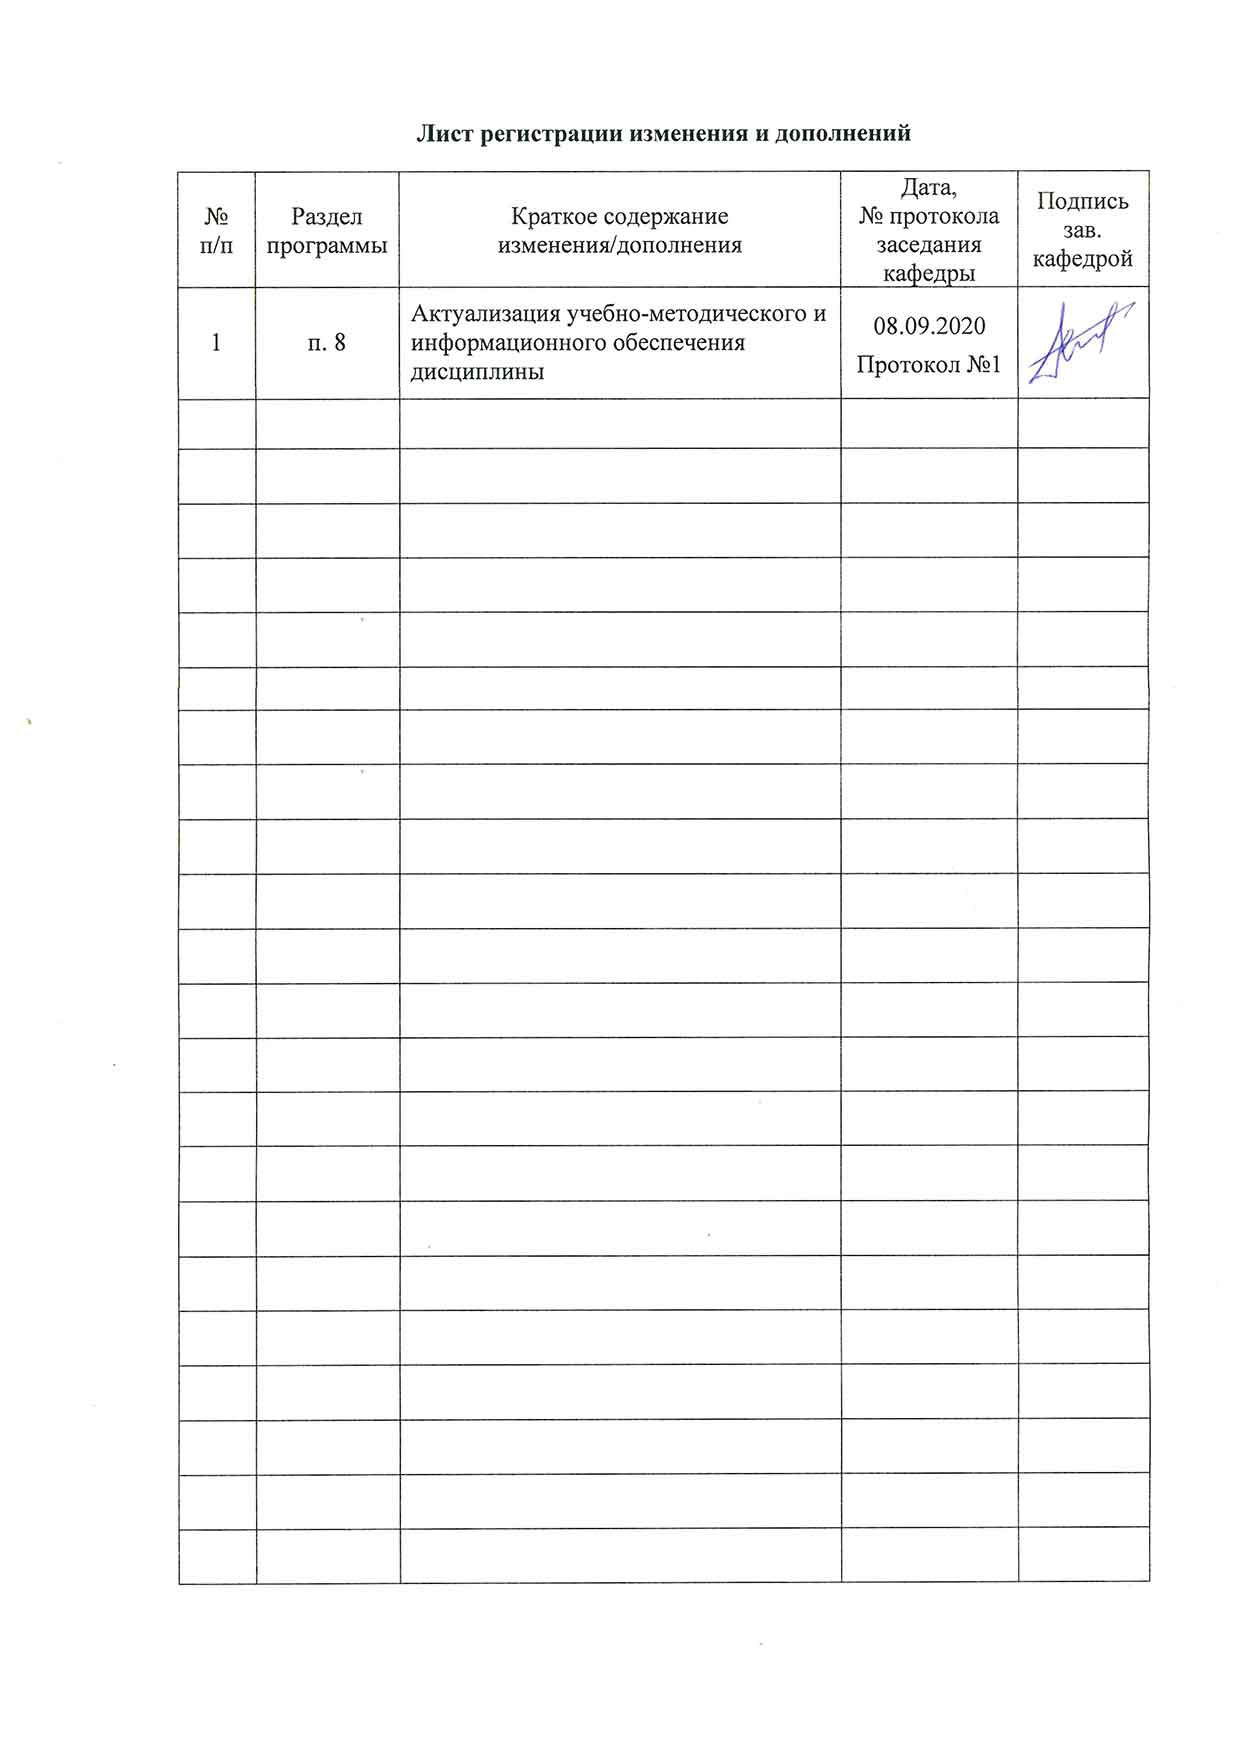 Лист регистрации изменения и дополнений
№
п/п
Раздел
программы
Краткое содержание
изменения/дополнения
Дата,
№ протокола
заседания
кафедры
Подпись
зав.
кафедрой
1
п. 8
Актуализация учебно-методического и
информационного обеспечения
дисциплины
08.09.2020
Протокол №1